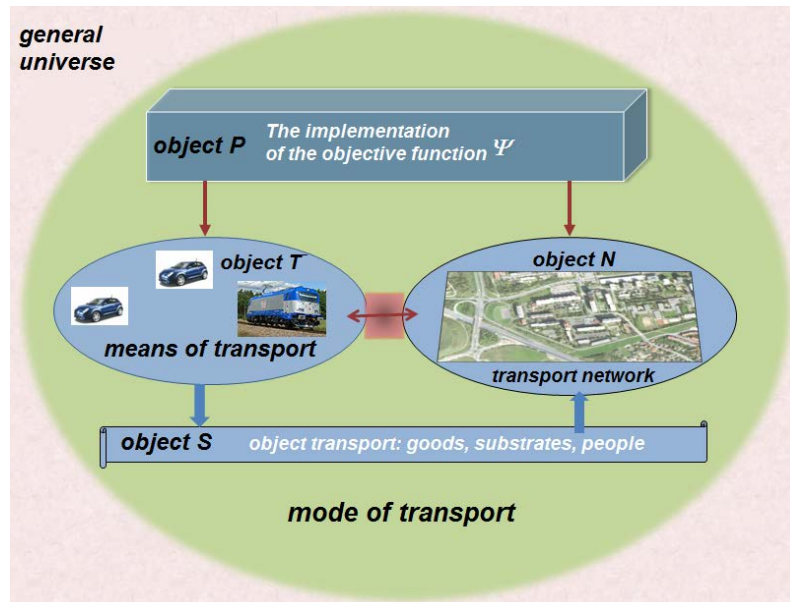 general
universe
object P
The implementation
of the objective function Ψ
object T
means of transport
object N
transport network
object S
object transport: goods, substrates, people
mode of transport